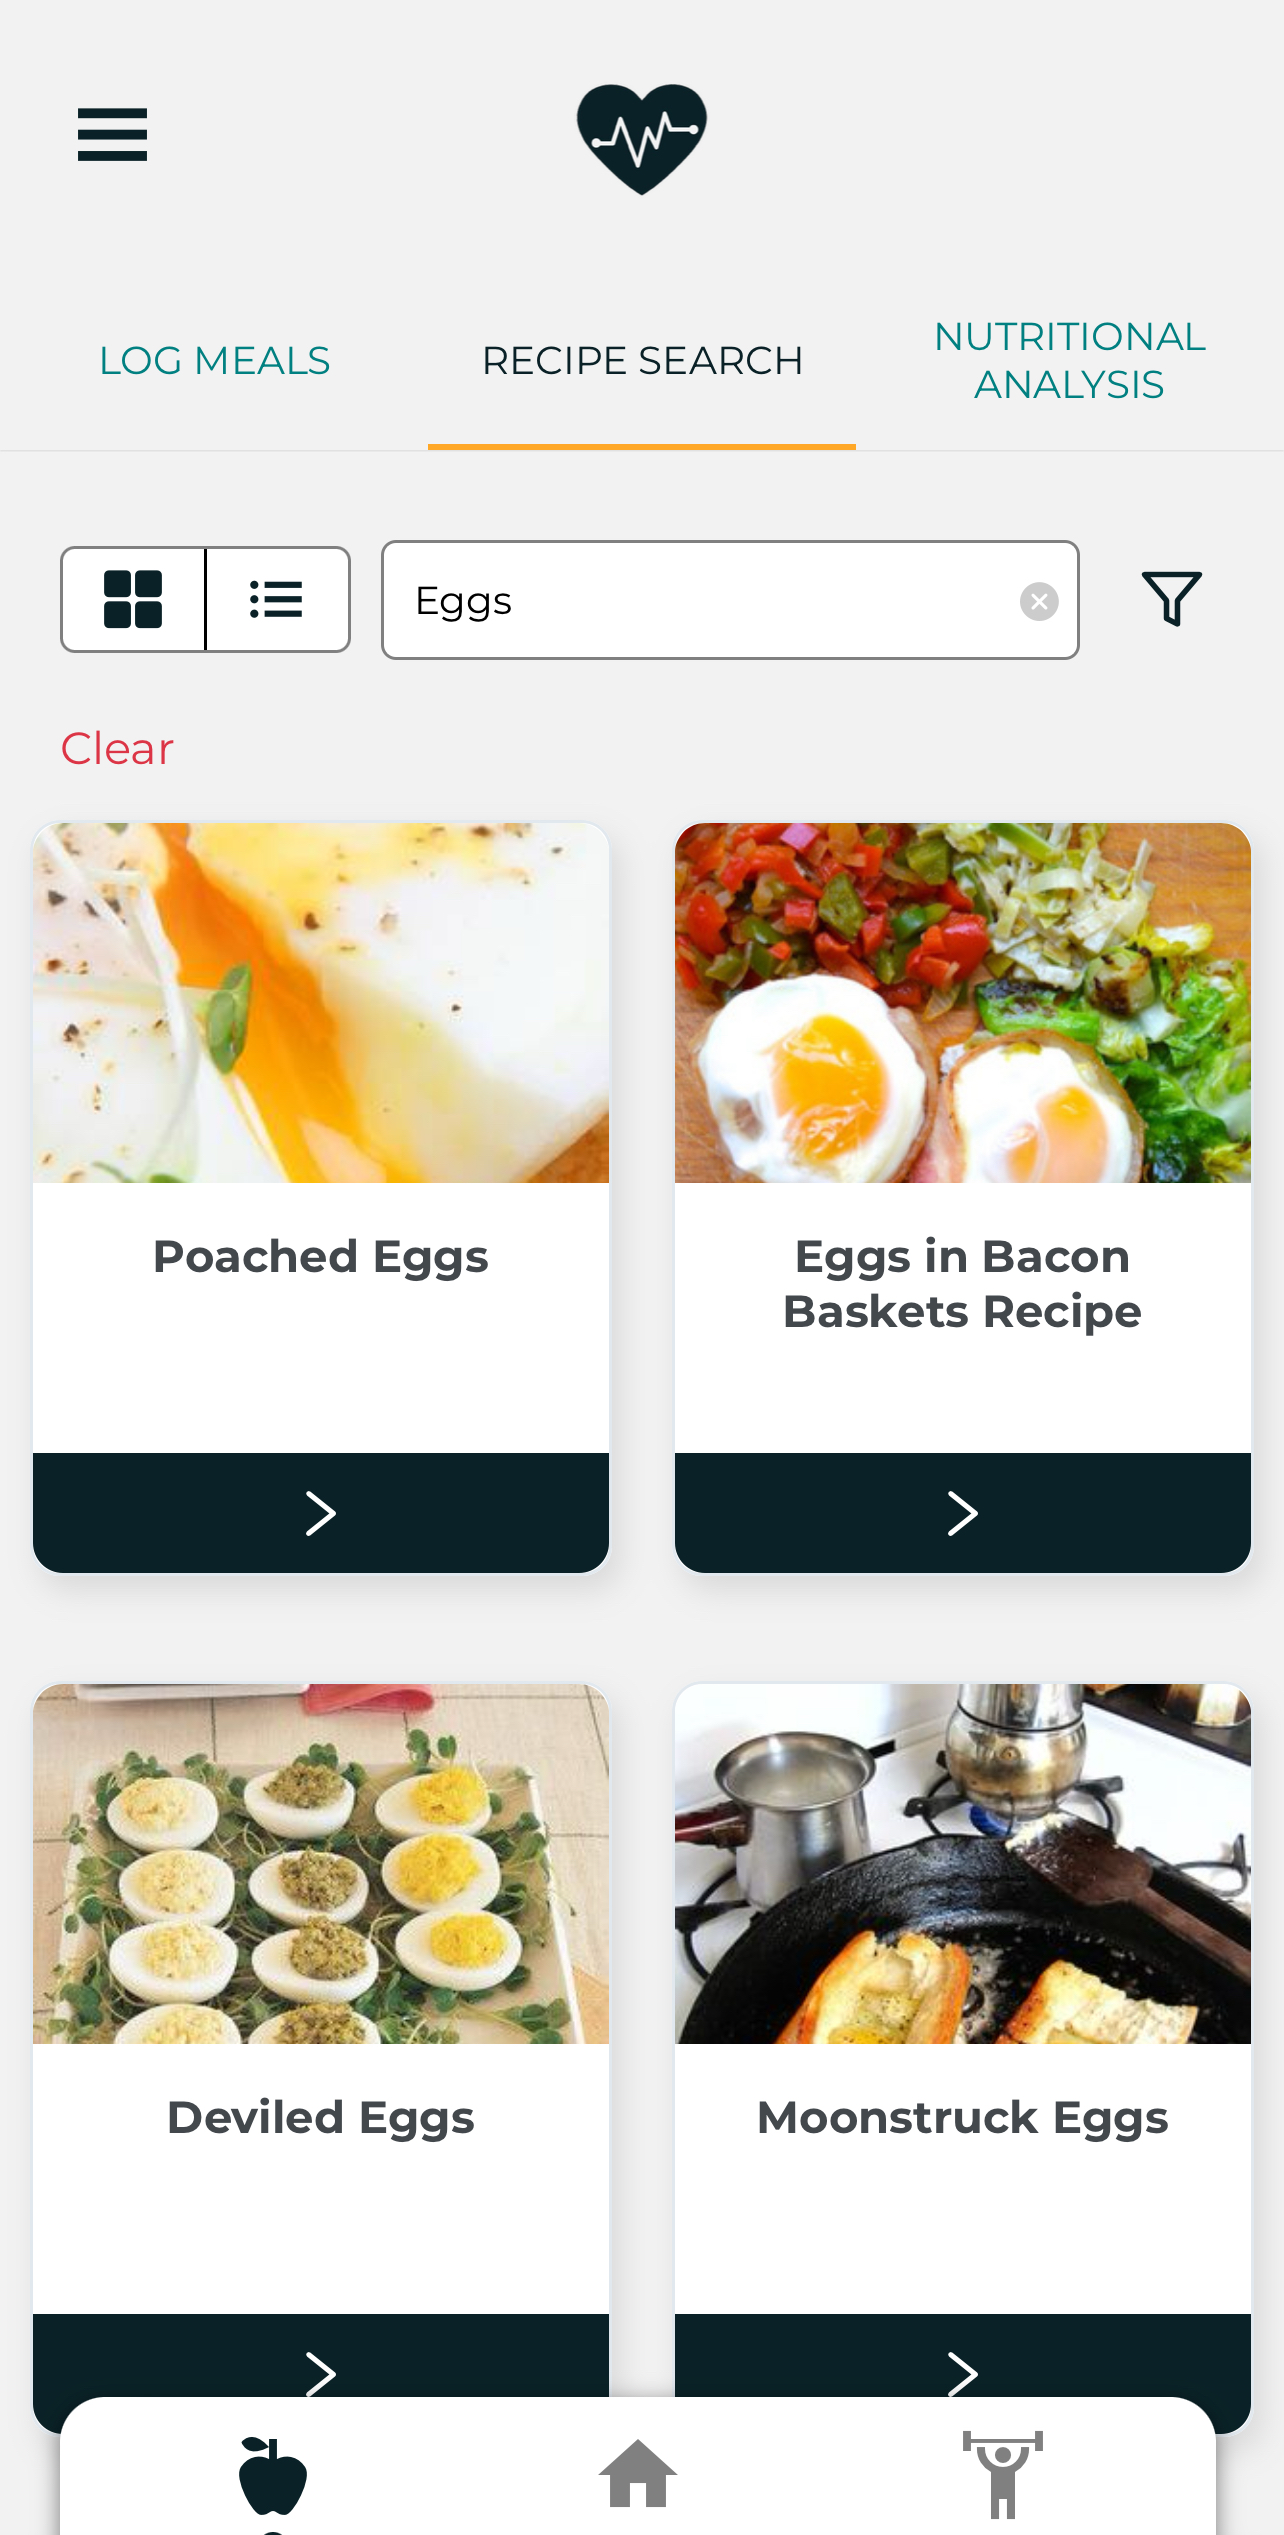 LOG MEALS
RECIPE SEARCH
NUTRITIONAL
ANALYSIS
Eggs
Clear
Poached Eggs
Eggs in Bacon
Baskets Recipe
Deviled Eggs
Moonstruck Eggs